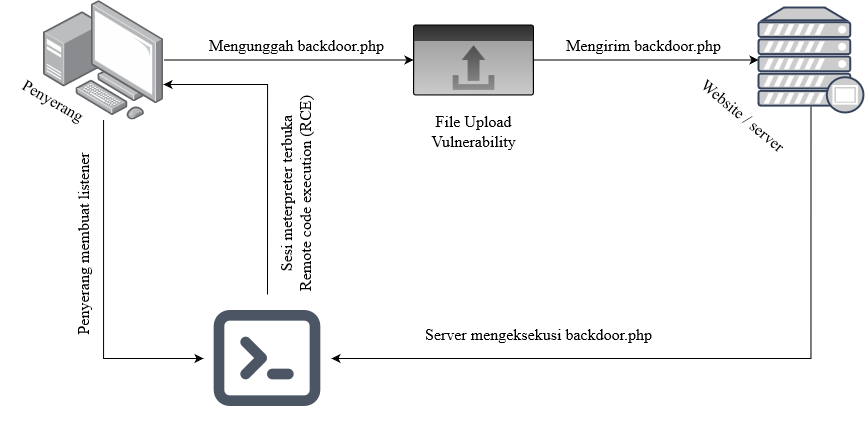 Mengunggah backdoor.php
Mengirim backdoor.php
Penyerang
File Upload
Vulnerability
Website / server
Penyerang membuat listener
Sesi meterpreter terbuka
Remote code execution (RCE)
Server mengeksekusi backdoor.php